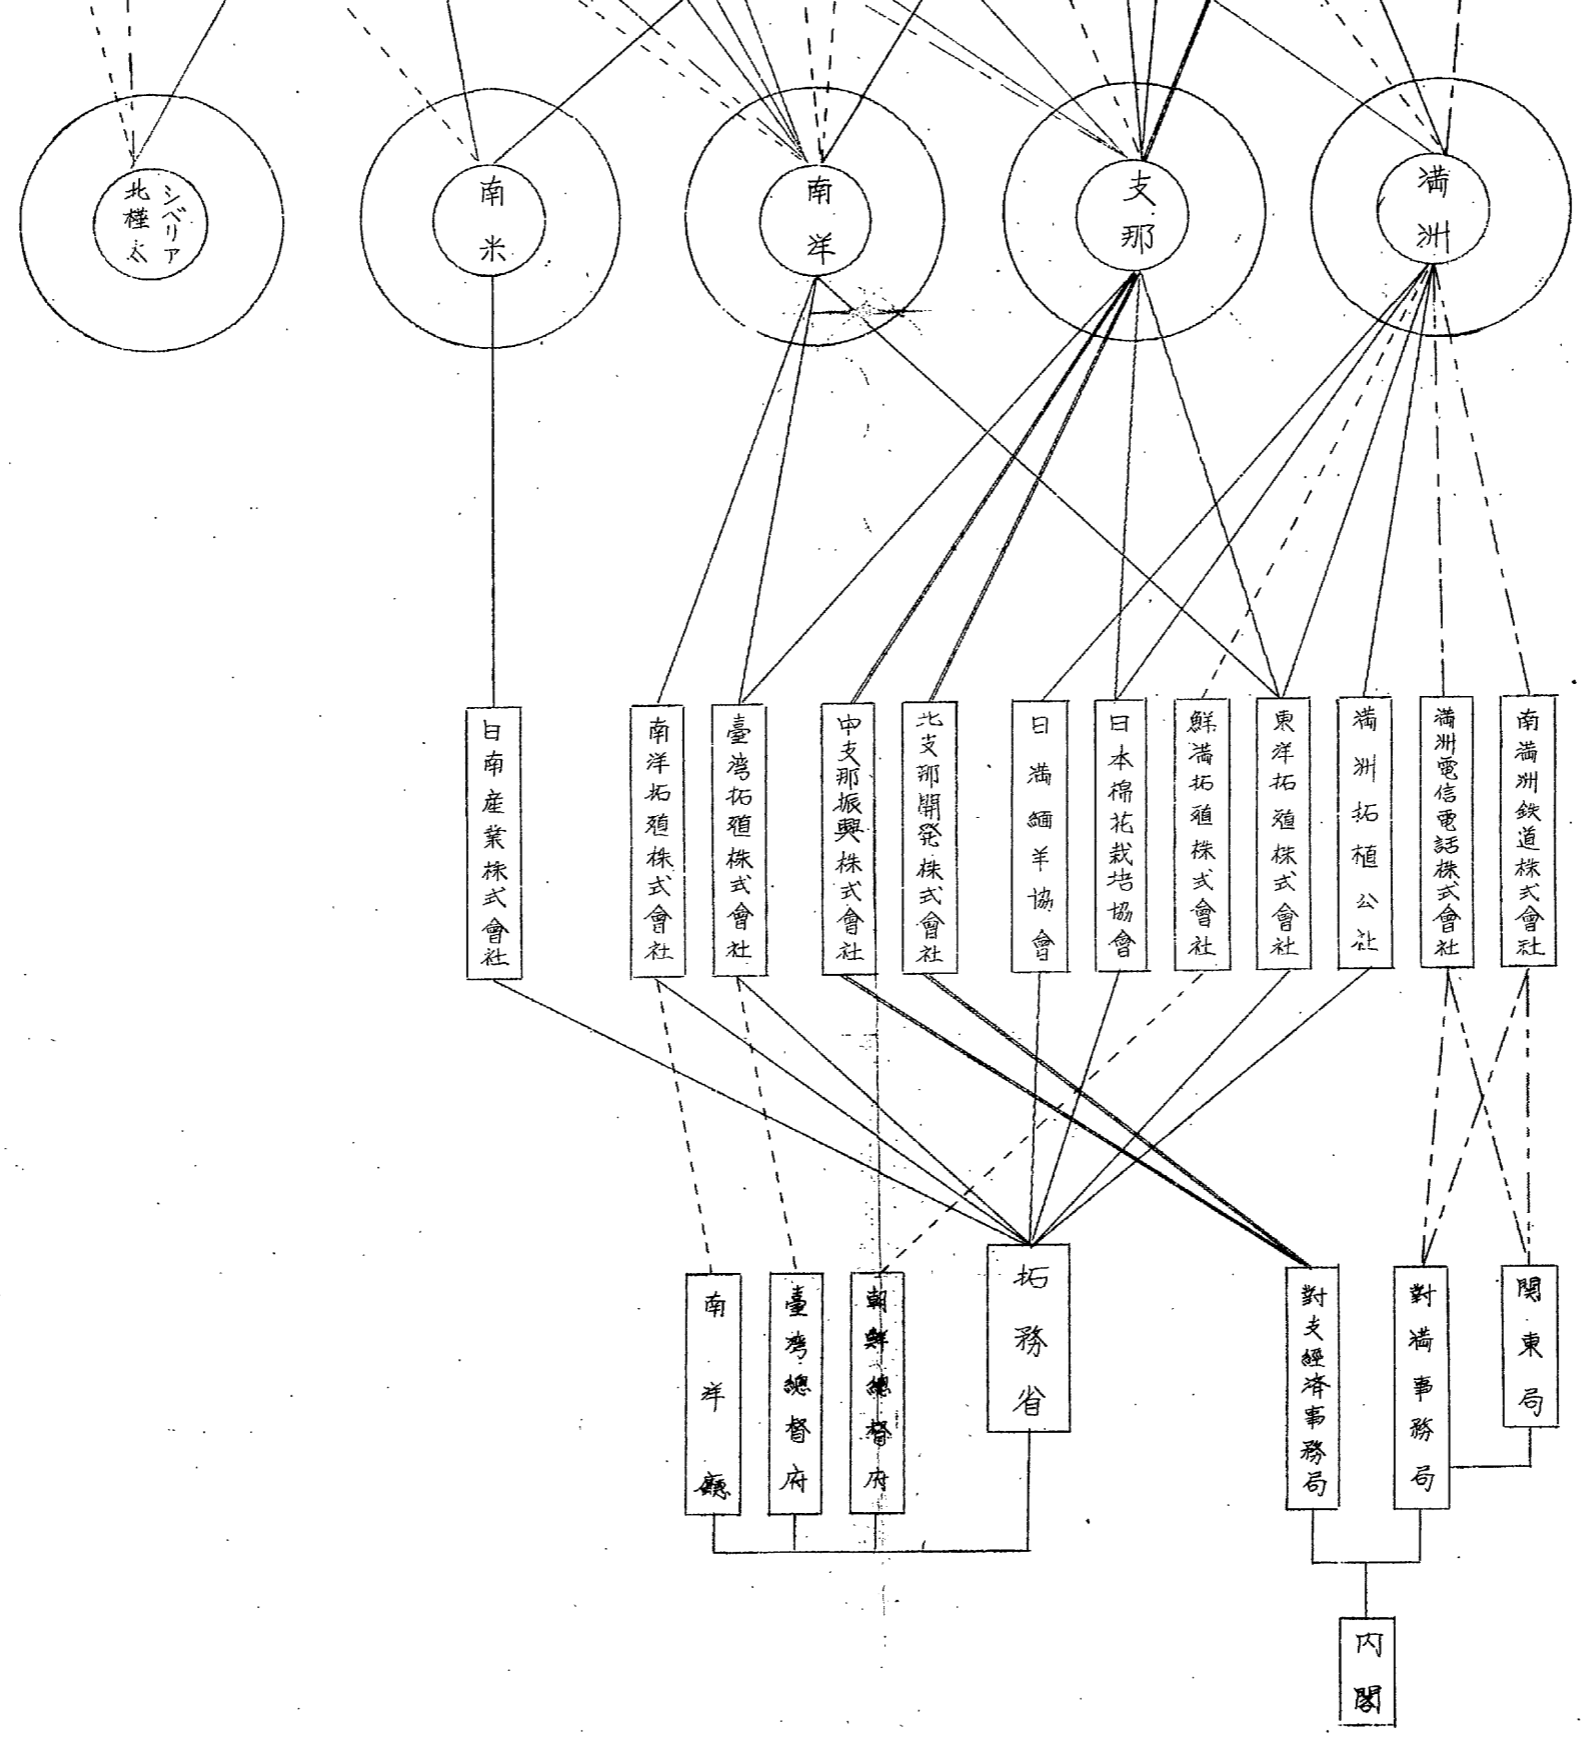 満洲
支那
南洋
南米
シベリア
北樺太
南満洲鉄道株式會社
満洲電信電話株式會社
満洲拓植公社
東洋拓殖株式會社
鮮満拓殖株式會社
日本棉花栽培協會
日満緬羊協會
北支那開発株式會社
中支那振興株式會社
臺湾拓殖株式會社
南洋拓殖株式會社
日南産業株式會社
関東局
對満事務局
對支經済事務局
拓務省
朝鮮總督府
臺湾總督府
南洋廳
内閣